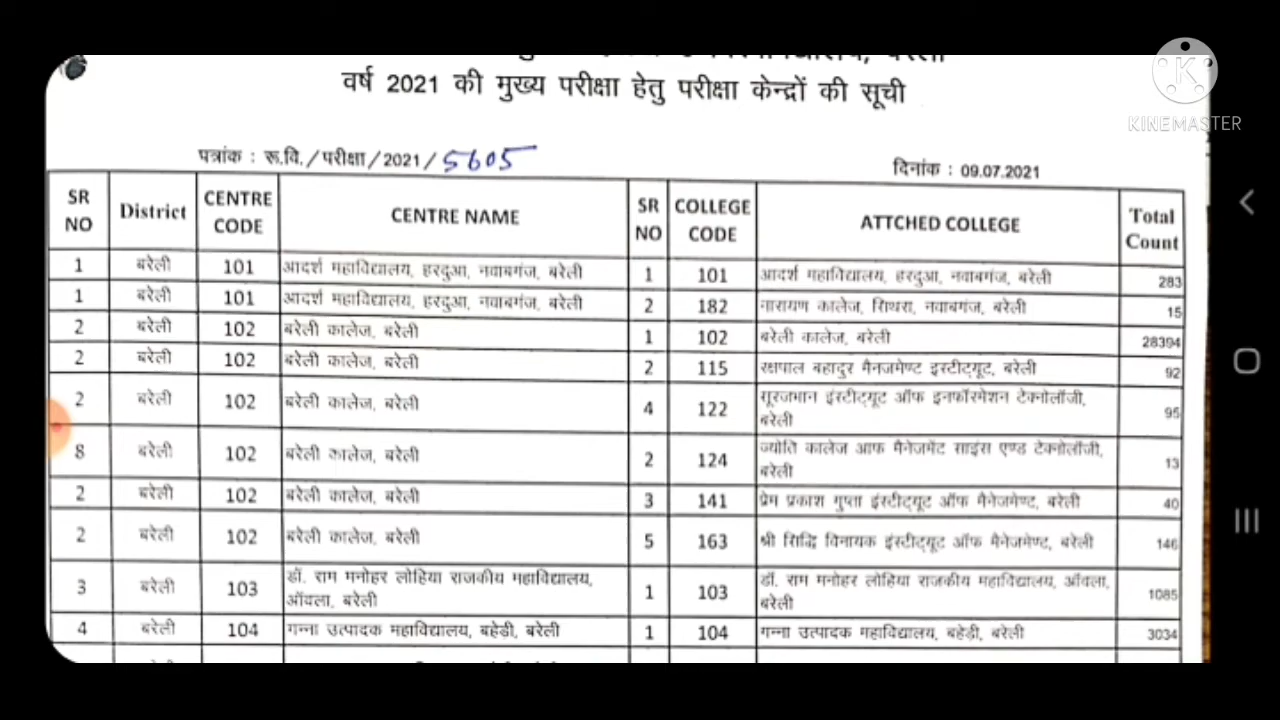 बरेली
वर्ष 2021 की मुख्य परीक्षा हेतु परीक्षा केन्द्रों की सूची
KINEMASTER
पत्रांक : रू.वि./परीक्षा/2021/5605
दिनांक : 09.07.2021
SR NO District CENTRE CODE CENTRE NAME SR NO COLLEGE CODE ATTCHED COLLEGE Total Count
1 बरेली 101 आदर्श महाविद्यालय, हरदुआ, नवाबगंज, बरेली 1 101 आदर्श महाविद्यालय, हरदुआ, नवाबगंज, बरेली 283
1 बरेली 101 आदर्श महाविद्यालय, हरदुआ, नवाबगंज, बरेली 2 182 नारायण कालेज, सिथरा, नवाबगंज, बरेली 15
2 बरेली 102 बरेली कालेज, बरेली 1 102 बरेली कालेज, बरेली 28394
2 बरेली 102 बरेली कालेज, बरेली 2 115 रक्षपाल बहादुर मैनजमेण्ट इस्टीट्यूट, बरेली 92
2 बरेली 102 बरेली कालेज, बरेली 4 122 सूरजभान इंस्टीट्यूट ऑफ इनफॉरमेशन टेक्नोलॉजी,
बरेली 95
8 बरेली 102 बरेली कालेज, बरेली 2 124 ज्योति कालेज आफ मैनेजमेंट साइंस एण्ड टेक्नोलॉजी,
बरेली 13
2 बरेली 102 बरेली कालेज, बरेली 3 141 प्रेम प्रकाश गुप्ता इंस्टीट्यूट ऑफ मैनेजमेण्ट, बरेली 40
2 बरेली 102 बरेली कालेज, बरेली 5 163 श्री सिद्धि विनायक इंस्टीट्यूट ऑफ मैनेजमेण्ट, बरेली 146
3 बरेली 103 डॉ. राम मनोहर लोहिया राजकीय महाविद्यालय, ऑवला, बरेली 1 103 डॉ. राम मनोहर लोहिया राजकीय महाविद्यालय, ऑवला,
बरेली 1085
4 बरेली 104 गन्ना उत्पादक महाविद्यालय, बहेडी, बरेली 1 104 गन्ना उत्पादक महाविद्यालय, बहेड़ी, बरेली 3034